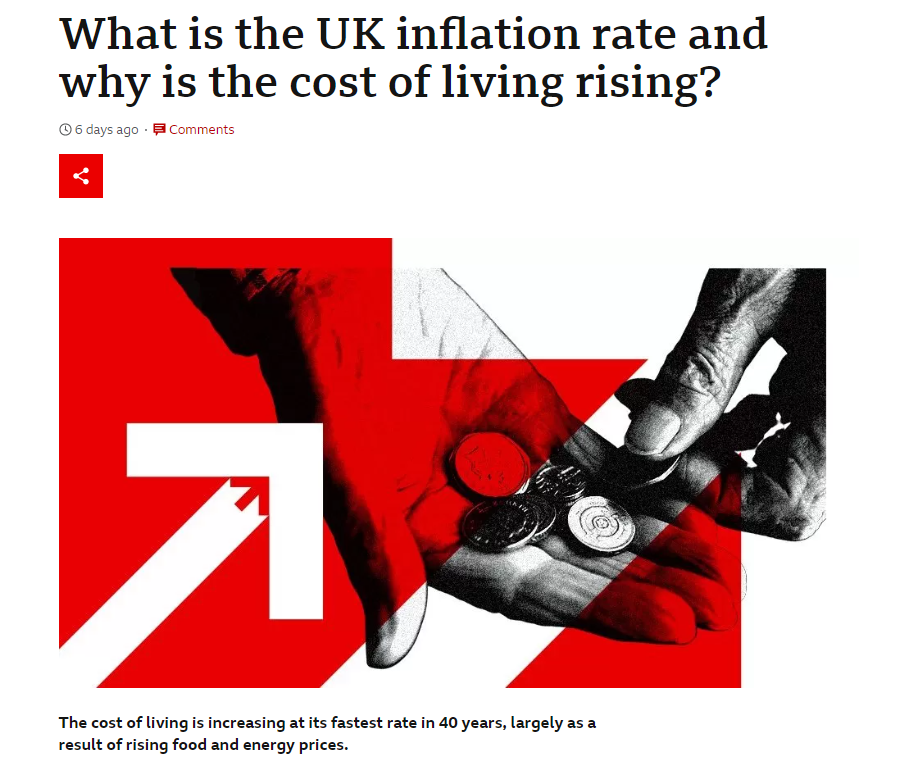 What is the UK inflation rate and
why is the cost of living rising?
6 days ago · Comments
The cost of living is increasing at its fastest rate in 40 years, largely as a
result of rising food and energy prices.